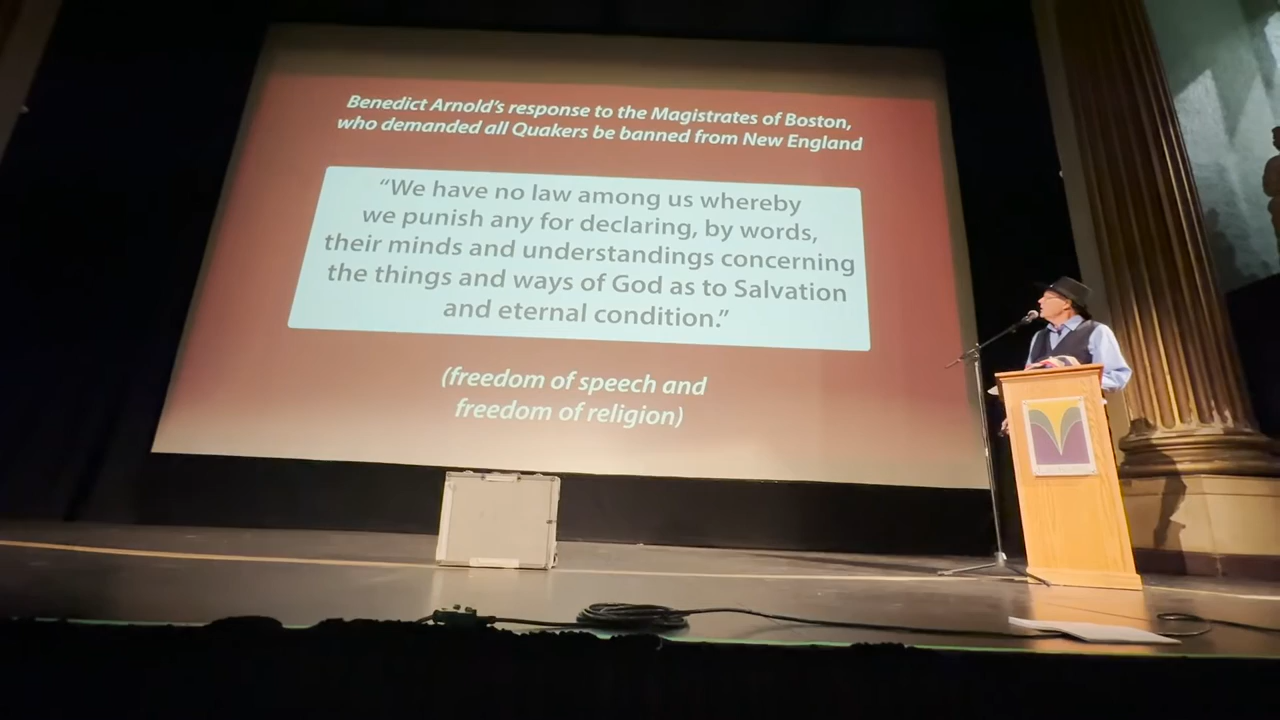 Benedict Arnold's response to the Magistrates of Boston,
who demanded all Quakers be banned from New England
“We have no law among us whereby
we punish any for declaring, by words,
their minds and understandings concerning
the things and ways of God as to Salvation
and eternal condition.”
(freedom of speech and
freedom of religion)